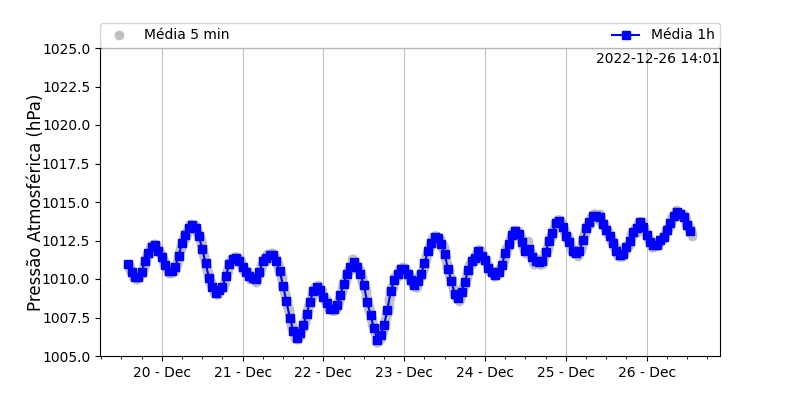 Média 5 min
Média 1h
2022-12-26 14:01
Pressão Atmosférica (hPa)
1025.0
1022.5
1020.0
1017.5
1015.0
1012.5
1010.0
1007.5
1005.0
20 - Dec
21 - Dec
22 - Dec
23 - Dec
24 - Dec
25 - Dec
26 - Dec